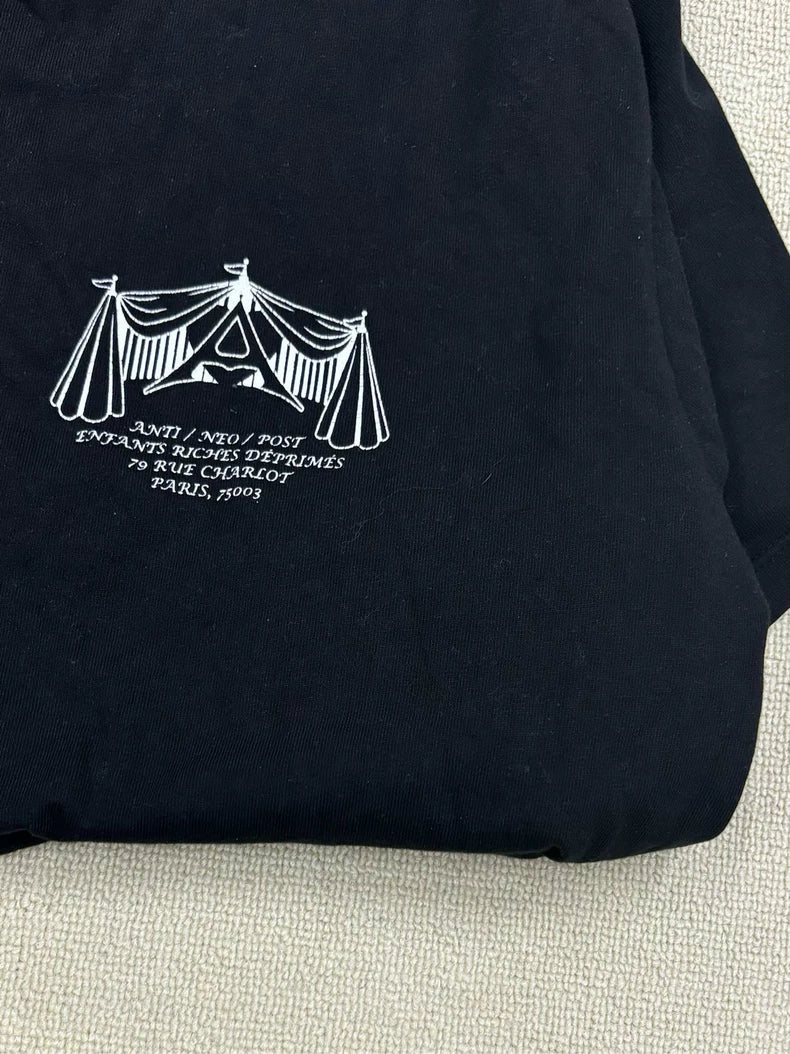 ANTI / NEO / POST
ENFANTS RICHES DÉPRIMÉS
79 RUE CHARLOT
PARIS, 75003